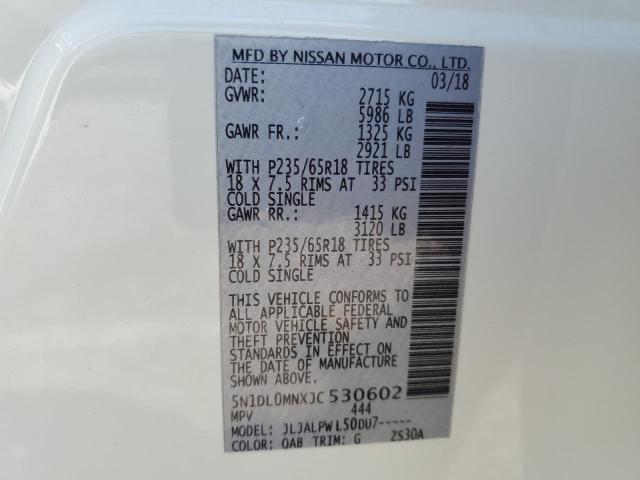 MFD BY NISSAN MOTOR CO., LTD.
DATE: 03/18
GVWR: 2715 KG
5986 LB
GAWR FR.: 1325 KG
2921 LB
WITH P235/65R18 TIRES
18 X 7.5 RIMS AT 33 PSI
COLD SINGLE
GAWR RR.: 1415 KG
3120 LB
WITH P235/65R18 TIRES
18 X 7.5 RIMS AT 33 PSI
COLD SINGLE
THIS VEHICLE CONFORMS TO
ALL APPLICABLE FEDERAL
MOTOR VEHICLE SAFETY AND
THEFT PREVENTION
STANDARDS IN EFFECT ON
THE DATE OF MANUFACTURE
SHOWN ABOVE.
5N1DL0MNXJC530602
MPV 444
MODEL: JLJALPWL50DU7-----
COLOR: QAB TRIM: G ZS30A